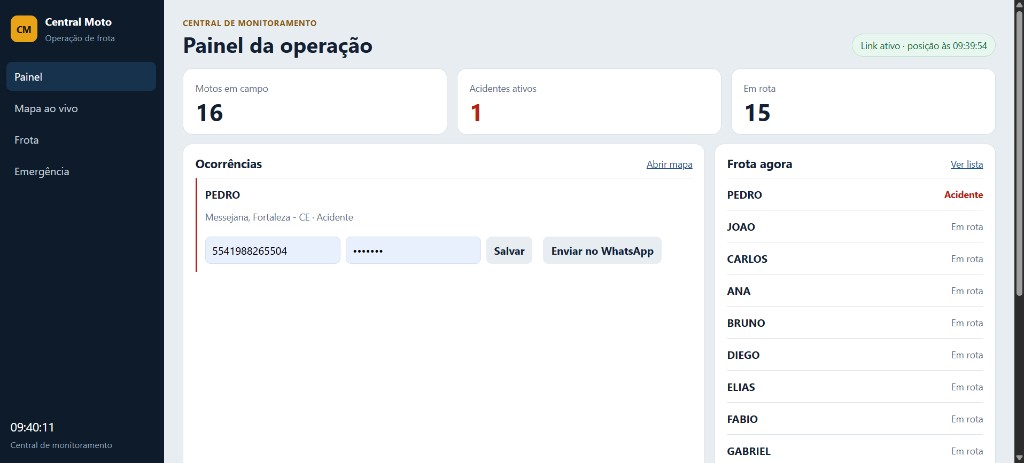 CM
Central Moto
Operação de frota
Painel
Mapa ao vivo
Frota
Emergência
09:40:11
Central de monitoramento
CENTRAL DE MONITORAMENTO
Painel da operação
Link ativo · posição às 09:39:54
Motos em campo
16
Acidentes ativos
1
Em rota
15
Ocorrências
Abrir mapa
PEDRO
Messejana, Fortaleza - CE · Acidente
5541988265504
•••••••
Salvar
Enviar no WhatsApp
Frota agora
Ver lista
PEDRO Acidente
JOAO Em rota
CARLOS Em rota
ANA Em rota
BRUNO Em rota
DIEGO Em rota
ELIAS Em rota
FABIO Em rota
GABRIEL Em rota